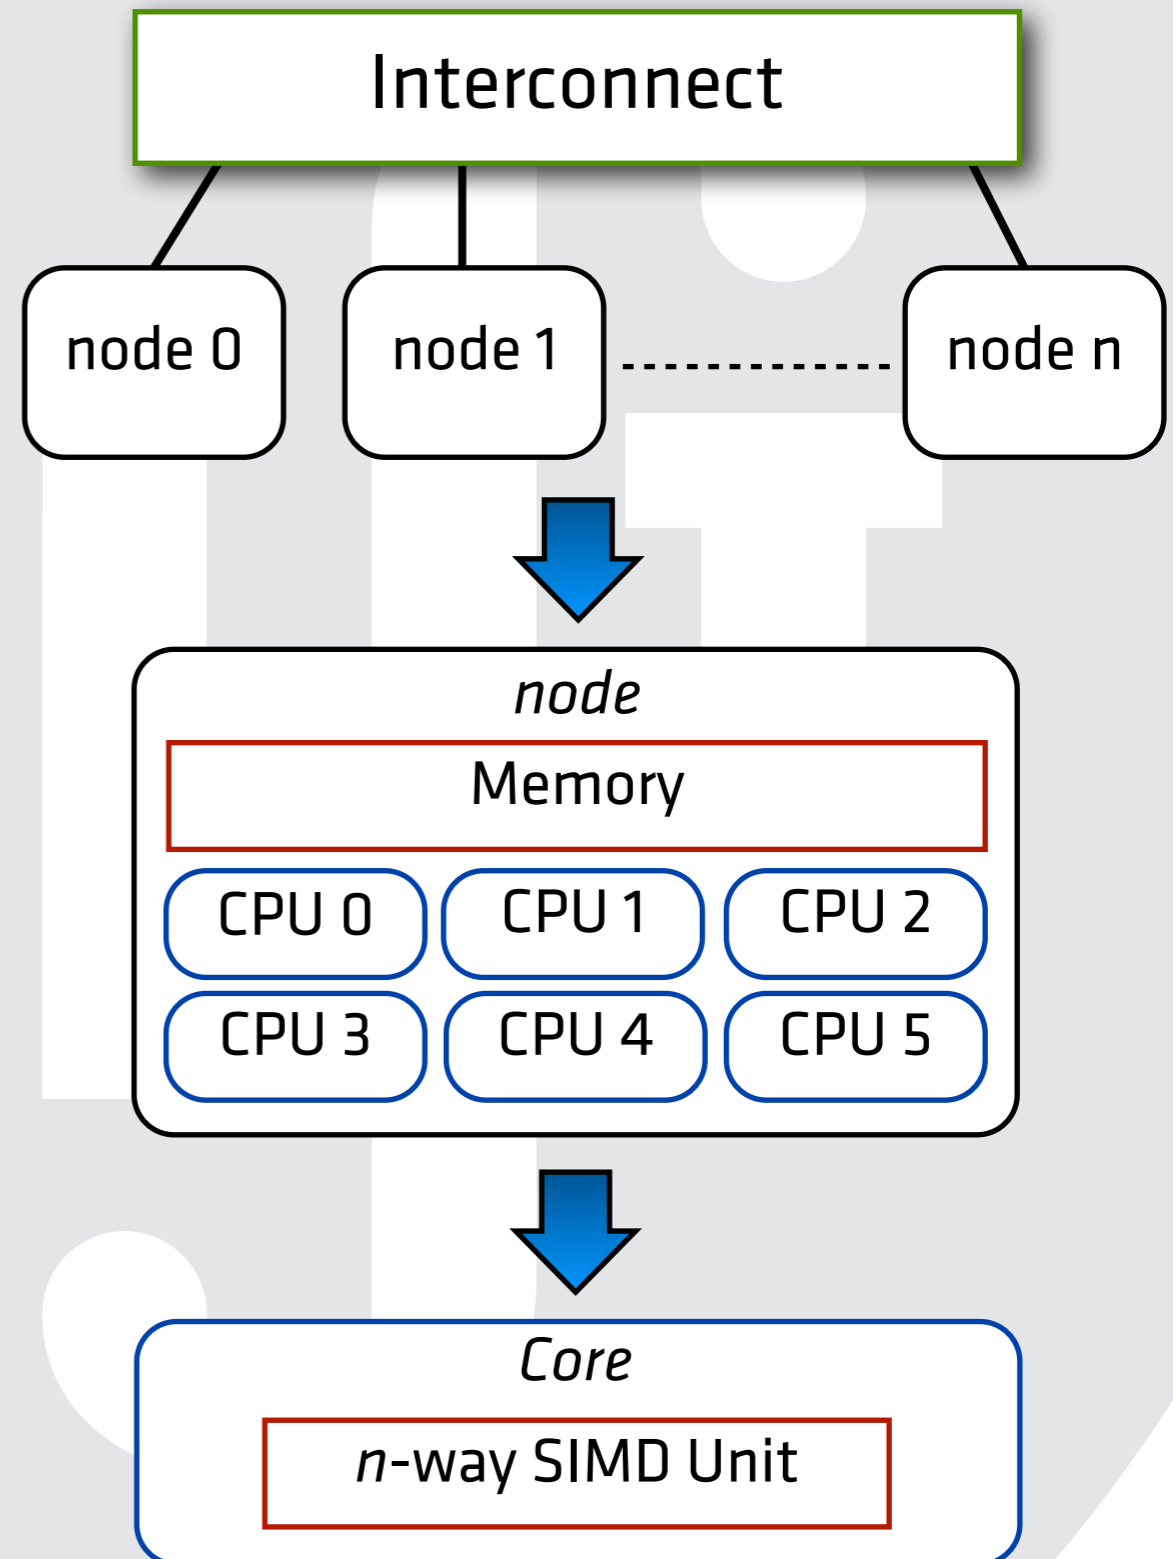 Interconnect
node 0
node 1
node n
node
Memory
CPU 0
CPU 1
CPU 2
CPU 3
CPU 4
CPU 5
Core
n-way SIMD Unit